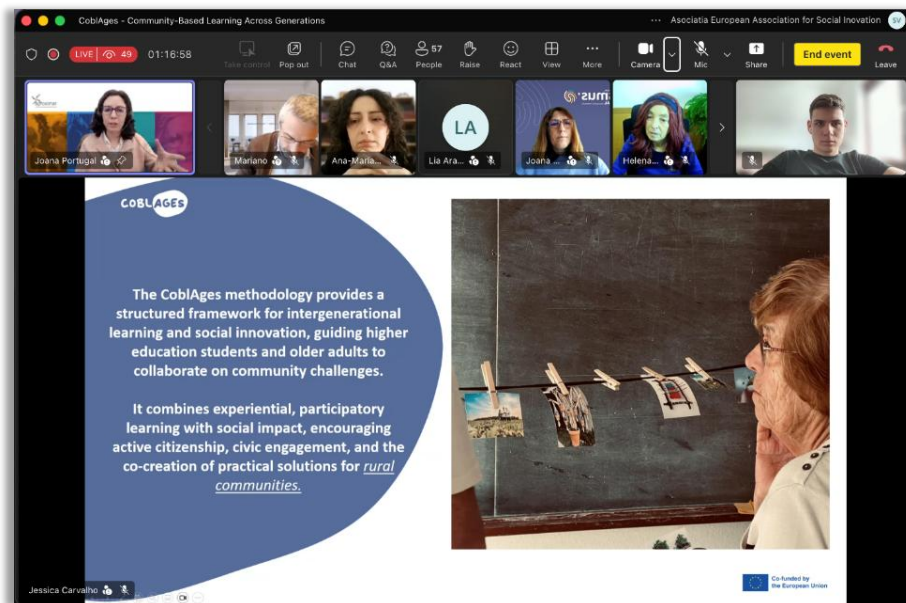 CoblAges - Community-Based Learning Across Generations
Asociatia European Association for Social Inovation
SV
LIVE 49
01:16:58
Take control
Pop out
Chat
Q&A
57
People
Raise
React
View
More
Camera
Mic
Share
End event
Leave
Joana Portugal
Mariano
Ana-Maria...
LA
Lia Ara...
Joana ...
Helena...
COBLAGES
The CoblAges methodology provides a
structured framework for intergenerational
learning and social innovation, guiding higher
education students and older adults to
collaborate on community challenges.
It combines experiential, participatory
learning with social impact, encouraging
active citizenship, civic engagement, and the
co-creation of practical solutions for rural
communities.
Jessica Carvalho
Co-funded by
the European Union